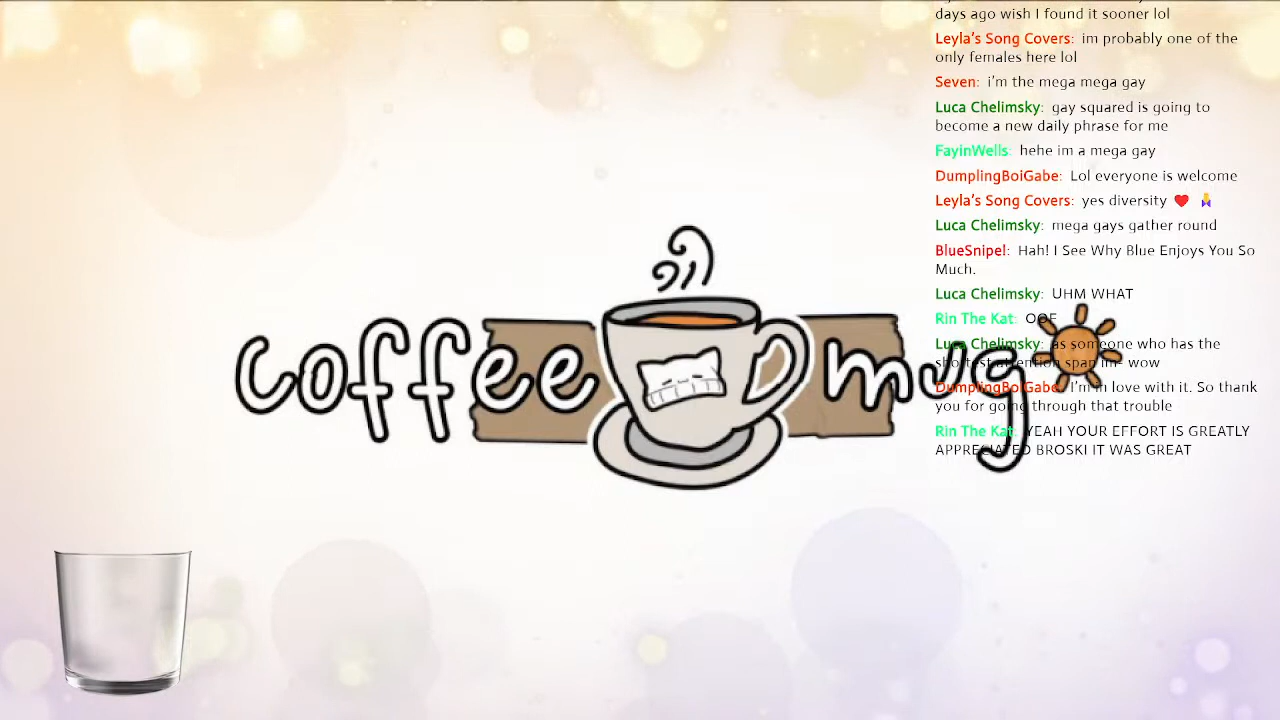 days ago wish I found it sooner lol
Leyla's Song Covers: im probably one of the
only females here lol
Seven: i'm the mega mega gay
Luca Chelimsky: gay squared is going to
become a new daily phrase for me
FayinWells: hehe im a mega gay
DumplingBoiGabe: Lol everyone is welcome
Leyla's Song Covers: yes diversity ❤️ 🙏
Luca Chelimsky: mega gays gather round
BlueSnipel: Hah! I See Why Blue Enjoys You So
Much.
Luca Chelimsky: UHM WHAT
Rin The Kat: OOF
Luca Chelimsky: as someone who has the
shortest attention span im- wow
DumplingBoiGabe: I'm in love with it. So thank
you for going through that trouble
Rin The Kat: YEAH YOUR EFFORT IS GREATLY
APPRECIATED BROSKI IT WAS GREAT
coffee mug